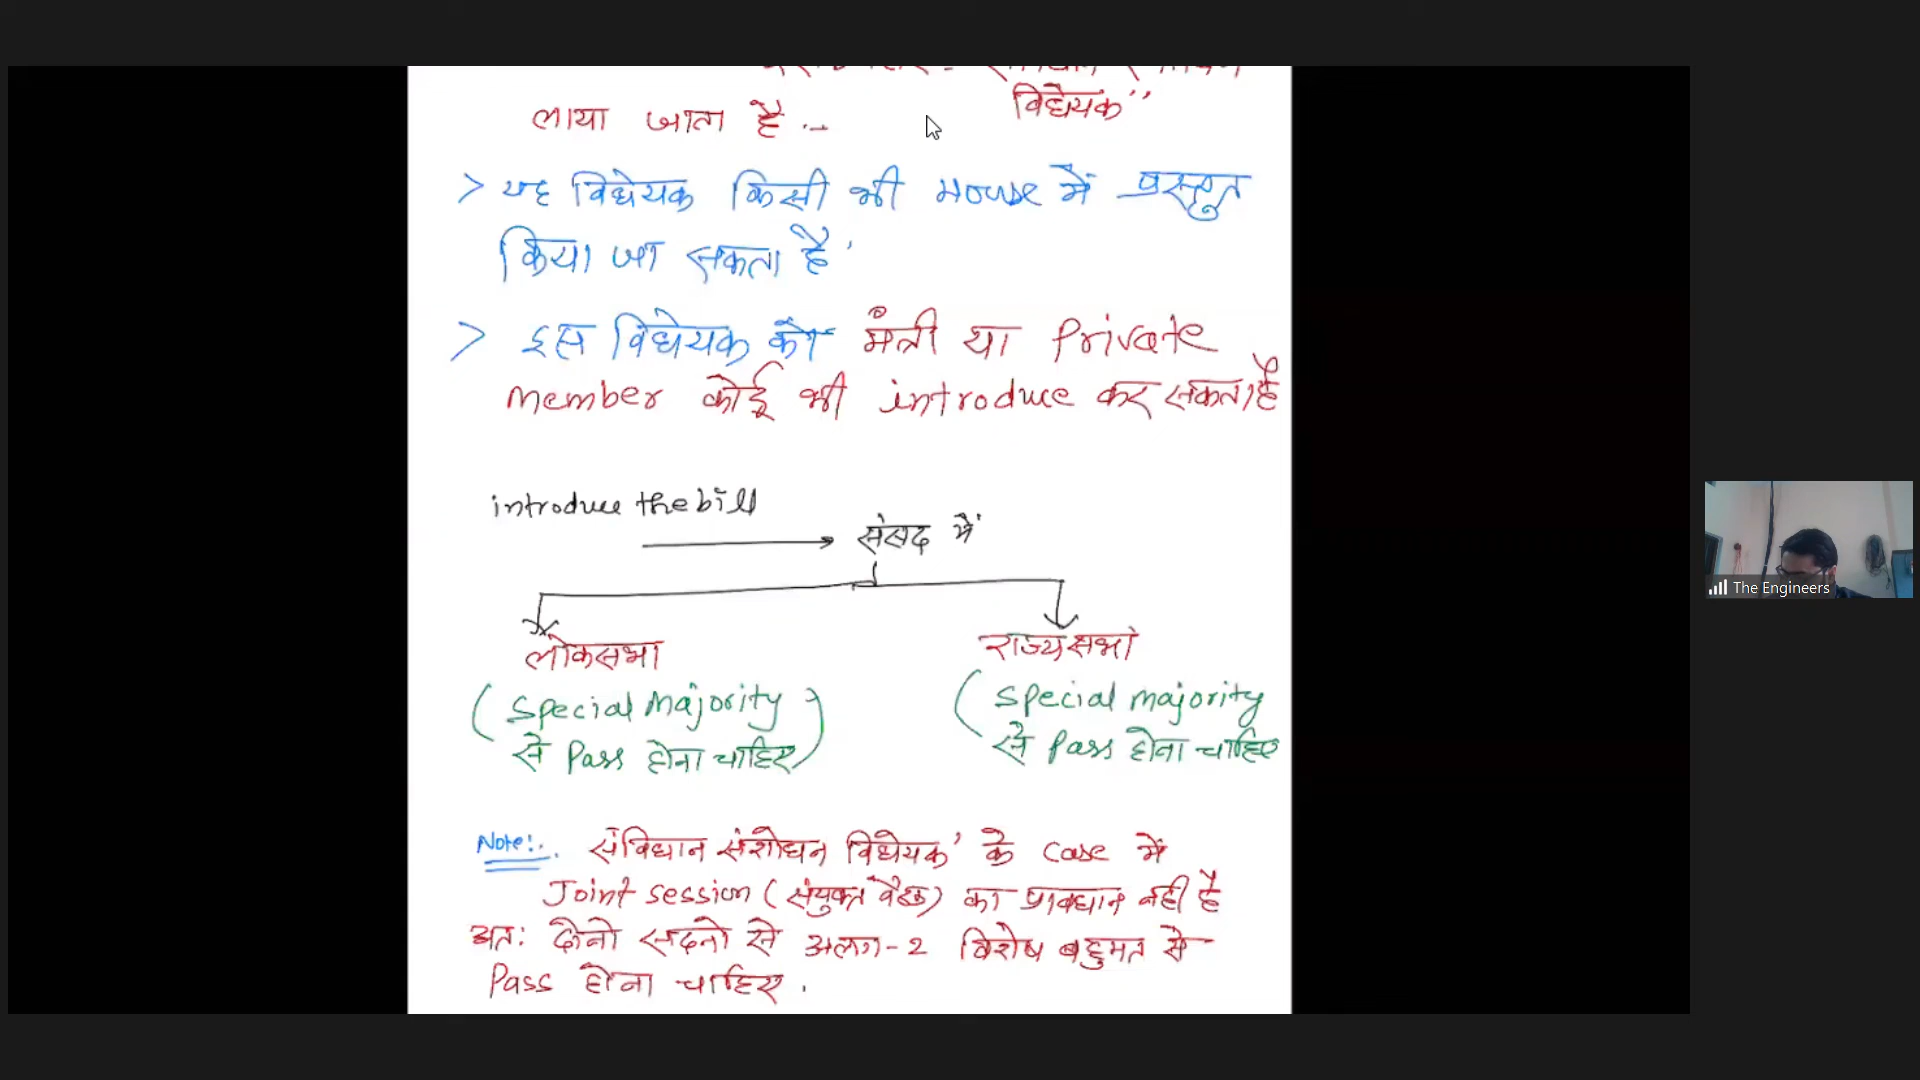 विधेयक"
लाया जाता है :-
> यह विधेयक किसी भी House में प्रस्तुत
किया जा सकता है '
> इस विधेयक को मंत्री या Private
member कोई भी introduce कर सकता है
introduce the bill
संसद में
लोकसभा
राज्यसभा
(Special Majority
से Pass होना चाहिए)
(Special majority
से Pass होना चाहिए
Note:- संविधान संशोधन विधेयक' के case में
Joint session (संयुक्त बैठक) का प्रावधान नहीं है
अतः दोनो सदनो से अलग-2 विशेष बहुमत से
Pass होना चाहिए .
The Engineers